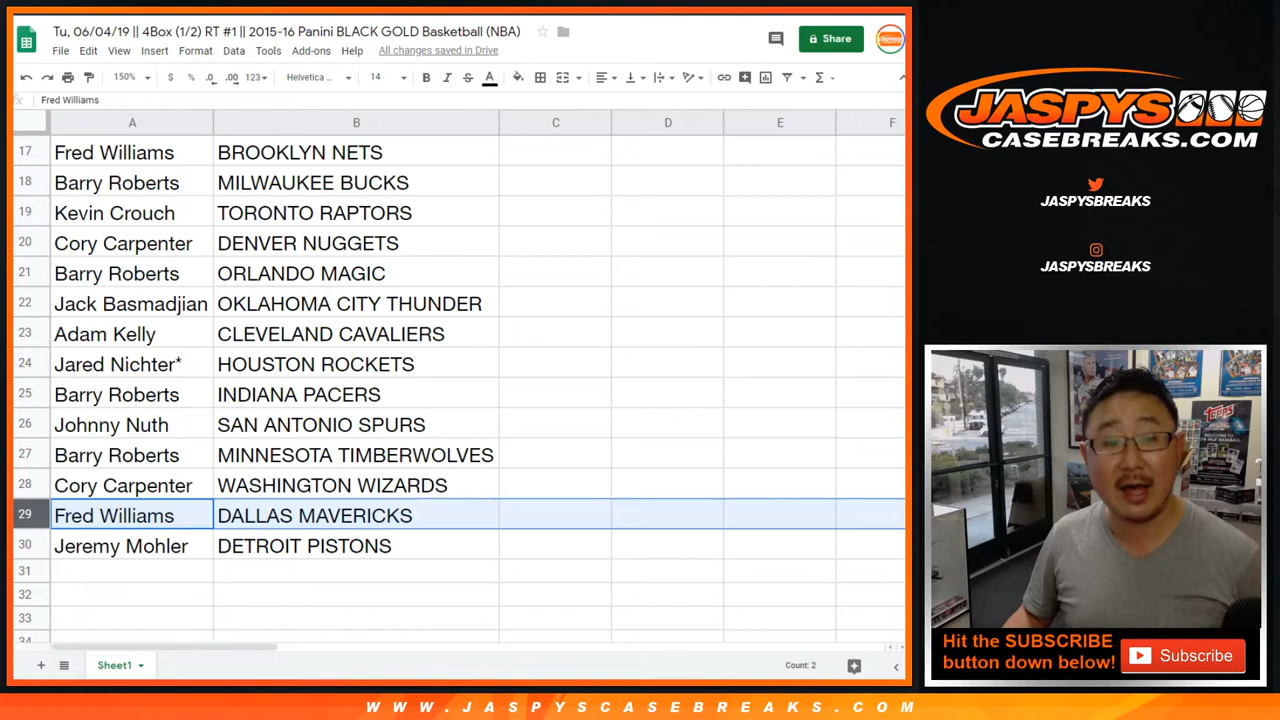 Tu, 06/04/19 || 4Box (1/2) RT #1 || 2015-16 Panini BLACK GOLD Basketball (NBA)
File Edit View Insert Format Data Tools Add-ons Help All changes saved in Drive
Share
150% $ % .0 .00 123 Helvetica ... 14 B I S A
fx Fred Williams
A B C D E F
17 Fred Williams BROOKLYN NETS
18 Barry Roberts MILWAUKEE BUCKS
19 Kevin Crouch TORONTO RAPTORS
20 Cory Carpenter DENVER NUGGETS
21 Barry Roberts ORLANDO MAGIC
22 Jack Basmadjian OKLAHOMA CITY THUNDER
23 Adam Kelly CLEVELAND CAVALIERS
24 Jared Nichter* HOUSTON ROCKETS
25 Barry Roberts INDIANA PACERS
26 Johnny Nuth SAN ANTONIO SPURS
27 Barry Roberts MINNESOTA TIMBERWOLVES
28 Cory Carpenter WASHINGTON WIZARDS
29 Fred Williams DALLAS MAVERICKS
30 Jeremy Mohler DETROIT PISTONS
31
32
33
34
Sheet1
Count: 2
JASPYS
CASEBREAKS.COM
JASPYSBREAKS
JASPYSBREAKS
topps
Hit the SUBSCRIBE
button down below!
Subscribe
WWW.JASPYSCASEBREAKS.COM